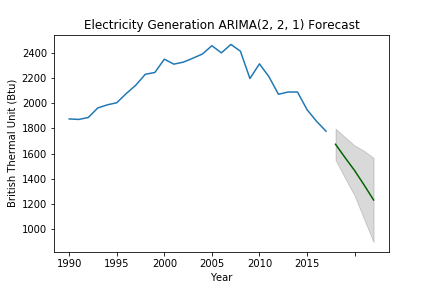 Electricity Generation ARIMA(2, 2, 1) Forecast
British Thermal Unit (Btu)
2400
2200
2000
1800
1600
1400
1200
1000
1990 1995 2000 2005 2010 2015
Year